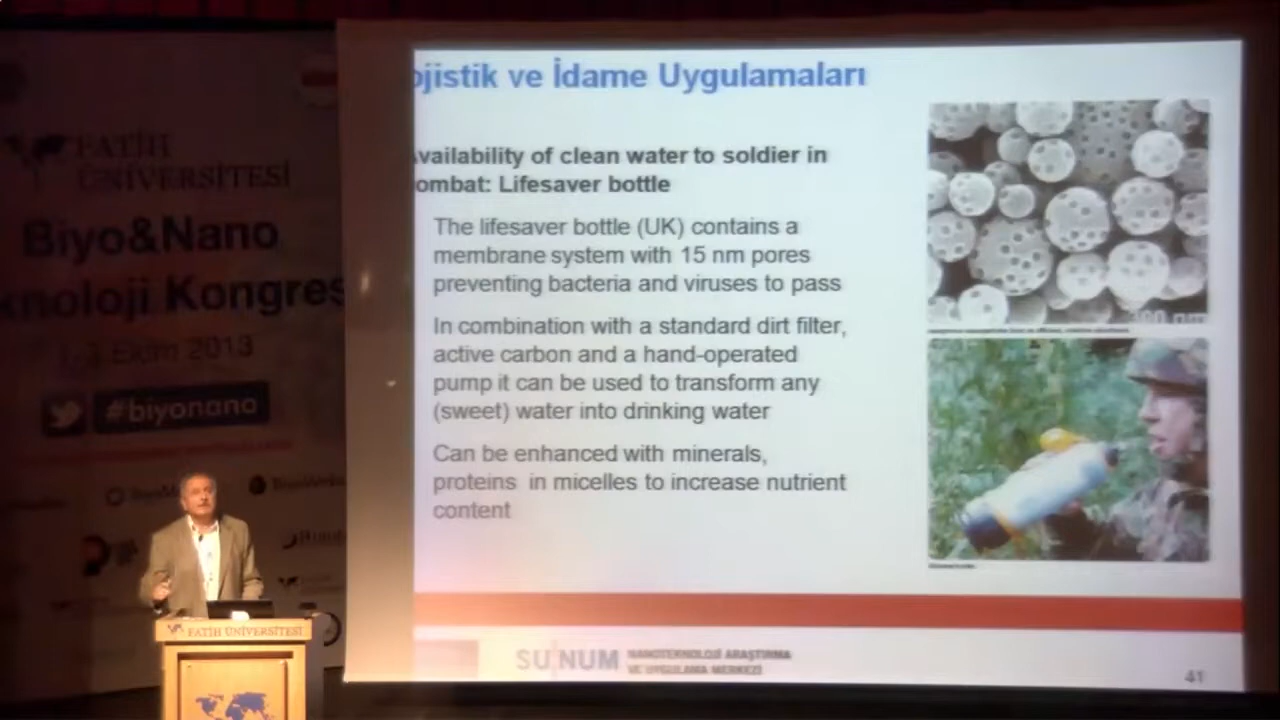 FATİH
ÜNİVERSİTESİ
Biyo&Nano
knoloji Kongres
Ekim 2013
#biyonano
FATİH ÜNİVERSİTESİ
ojistik ve İdame Uygulamaları
vailability of clean water to soldier in
ombat: Lifesaver bottle
The lifesaver bottle (UK) contains a
membrane system with 15 nm pores
preventing bacteria and viruses to pass
In combination with a standard dirt filter,
active carbon and a hand-operated
pump it can be used to transform any
(sweet) water into drinking water
Can be enhanced with minerals,
proteins in micelles to increase nutrient
content
SUNUM
NANOTEKNOLOJİ ARAŞTIRMA
VE UYGULAMA MERKEZİ
41